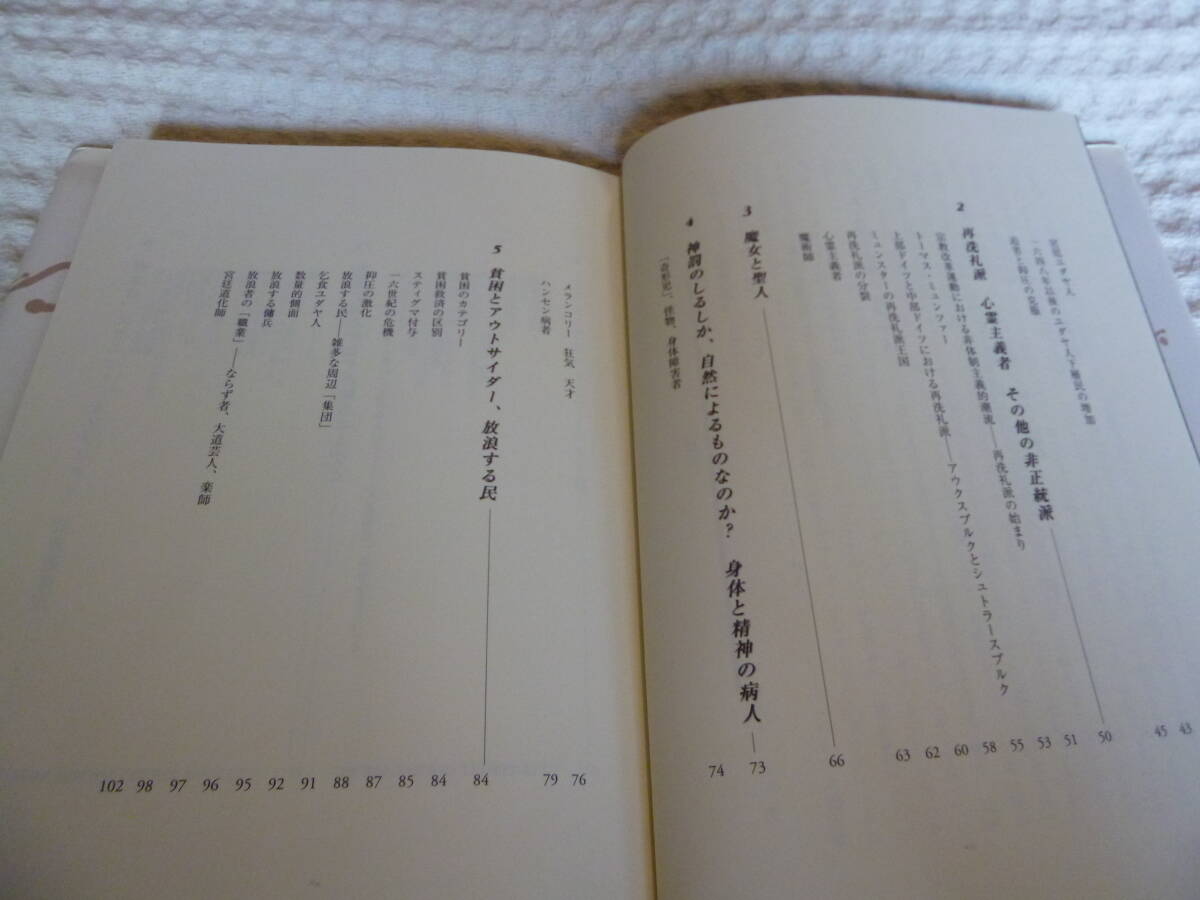 宮廷ユダヤ人
一六四八年以後のユダヤ人下層民の増加 43
迫害と抑圧の克服 45
2 再洗礼派 心霊主義者 その他の非正統派 ―― 50
宗教改革運動における非体制主義的潮流――再洗礼派の始まり 51
トーマス・ミュンツァー 53
上部ドイツと中部ドイツにおける再洗礼派――アウクスブルクとシュトラースブルク 55
ミュンスターの再洗礼派王国 58
再洗礼派の分裂 60
心霊主義者 62
魔術師 63
3 魔女と聖人 ―― 66
4 神罰のしるしか、自然によるものなのか? 身体と精神の病人 ― 73
「奇形児」、怪物、身体障害者 74
メランコリー 狂気 天才 76
ハンセン病者 79
5 貧困とアウトサイダー、放浪する民 ―― 84
貧困のカテゴリー 84
貧困救済の区別 85
スティグマ付与 87
一六世紀の危機 88
抑圧の激化 91
放浪する民――雑多な周辺「集団」 92
乞食ユダヤ人 95
数量的側面 96
放浪する傭兵 97
放浪者の「職業」――ならず者、大道芸人、楽師 98
宮廷道化師 102